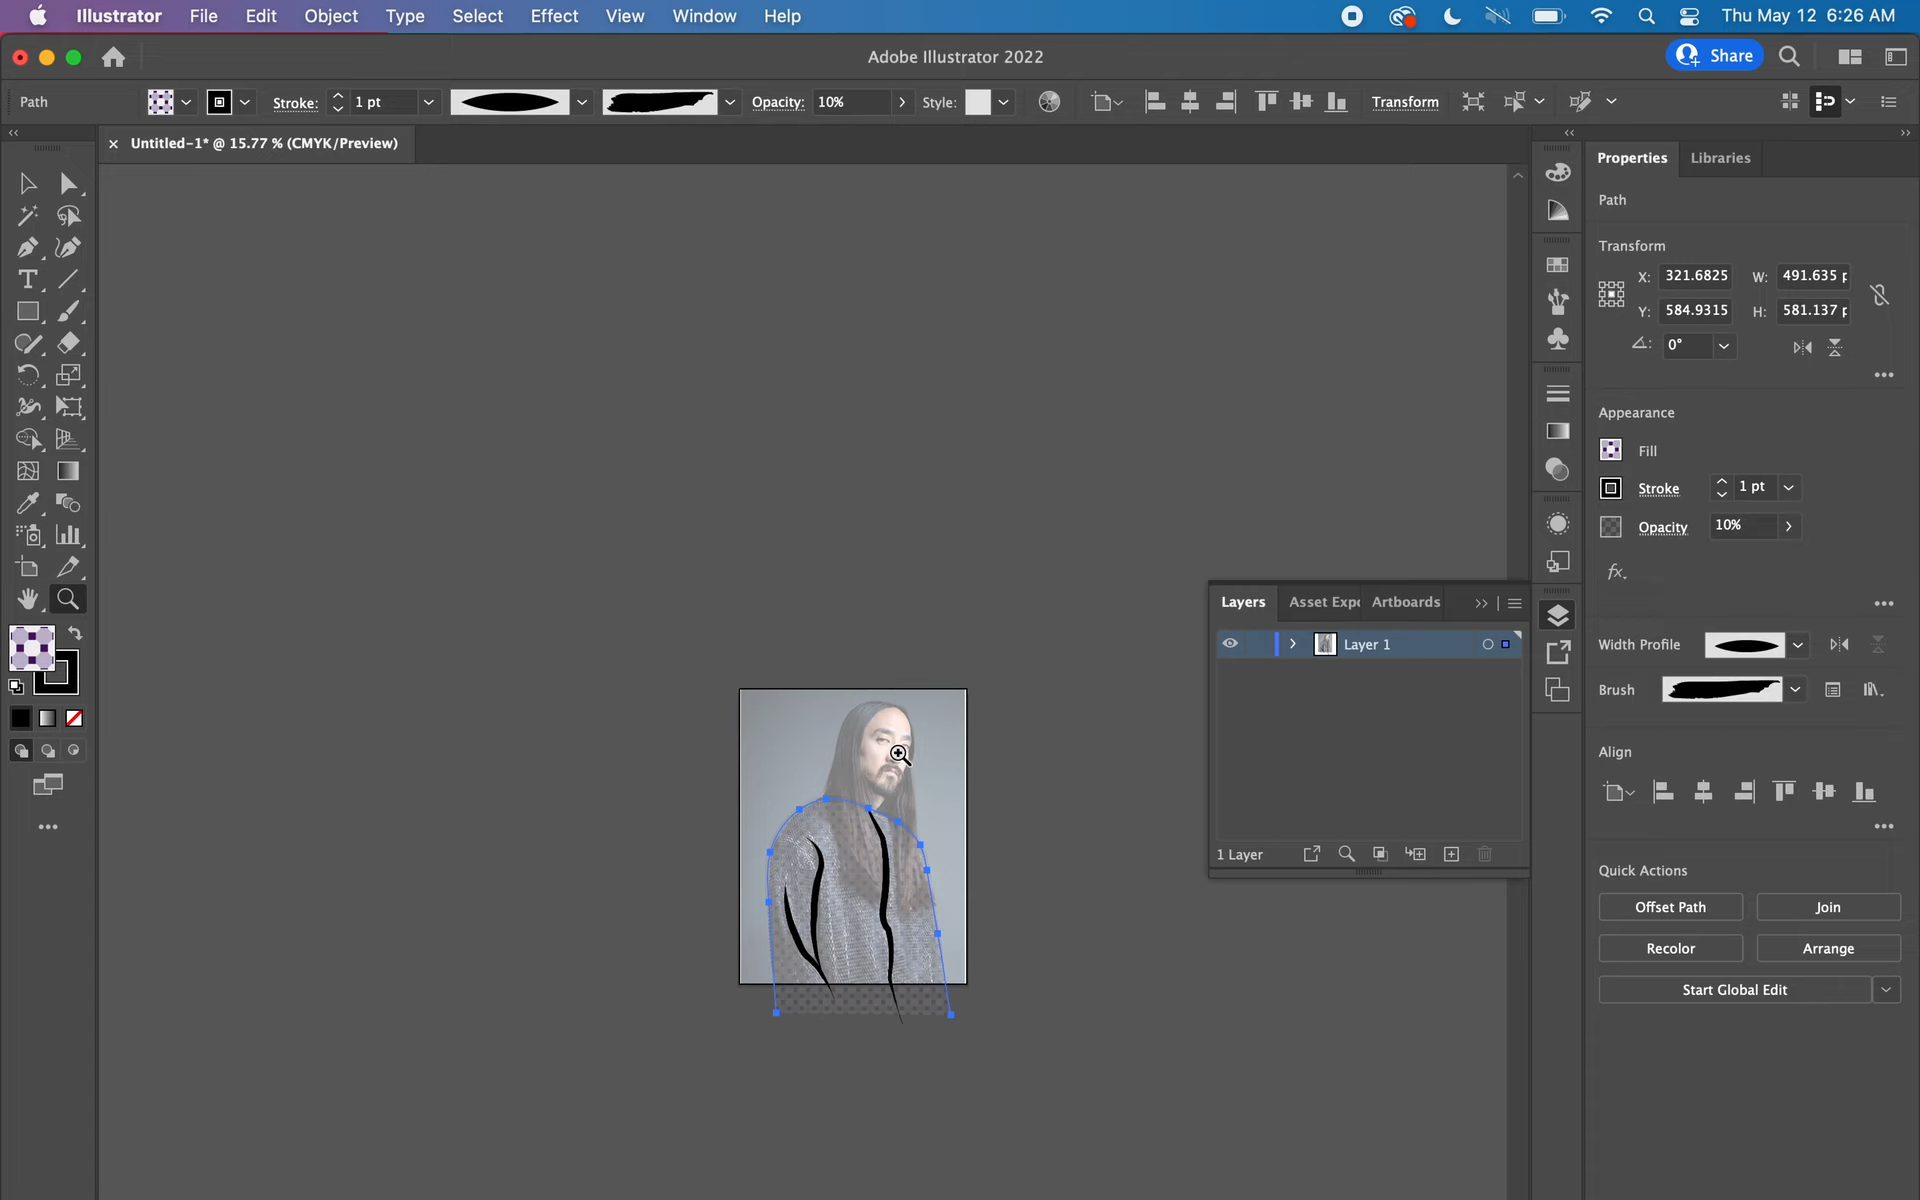 Illustrator File Edit Object Type Select Effect View Window Help Thu May 12 6:26 AM
Adobe Illustrator 2022 Share
Path Stroke: 1 pt Opacity: 10% Style: Transform
× Untitled-1* @ 15.77 % (CMYK/Preview)
Properties Libraries
Path
Transform
X: 321.6825 W: 491.635 p
Y: 584.9315 H: 581.137 p
0°
Appearance
Fill
Stroke 1 pt
Opacity 10%
fx.
Layers Asset Expo Artboards
Layer 1
Width Profile
Brush
Align
1 Layer
Quick Actions
Offset Path Join
Recolor Arrange
Start Global Edit